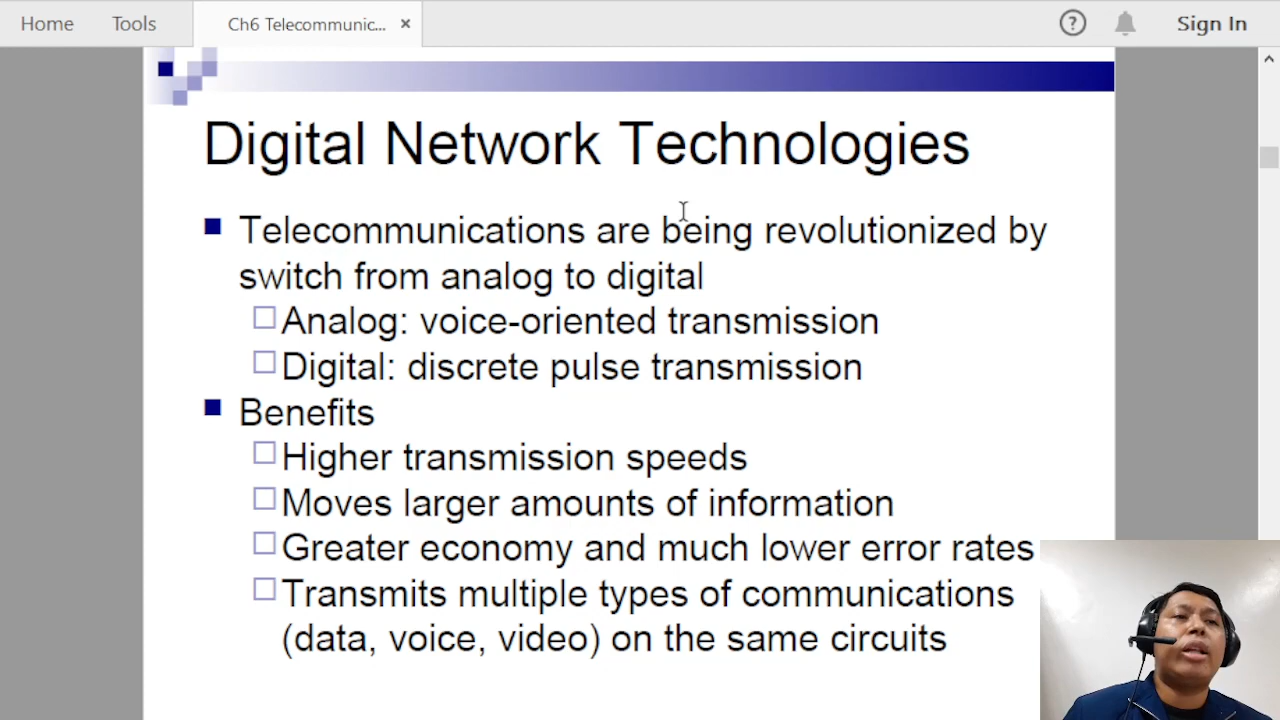 Home Tools Ch6 Telecommunic... × ? Sign In
Digital Network Technologies
Telecommunications are being revolutionized by
switch from analog to digital
Analog: voice-oriented transmission
Digital: discrete pulse transmission
Benefits
Higher transmission speeds
Moves larger amounts of information
Greater economy and much lower error rates
Transmits multiple types of communications
(data, voice, video) on the same circuits